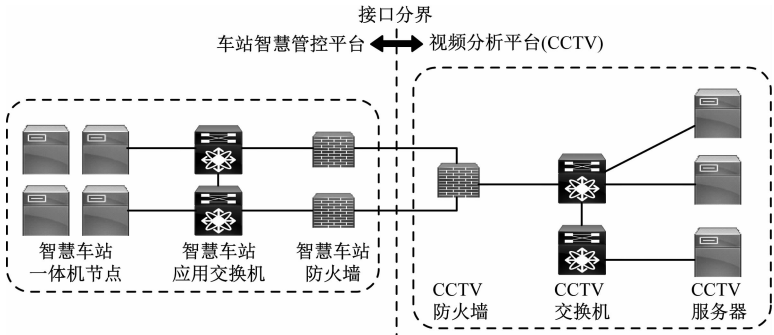 接口分界
车站智慧管控平台
视频分析平台(CCTV)
智慧车站
一体机节点
智慧车站
应用交换机
智慧车站
防火墙
CCTV
防火墙
CCTV
交换机
CCTV
服务器